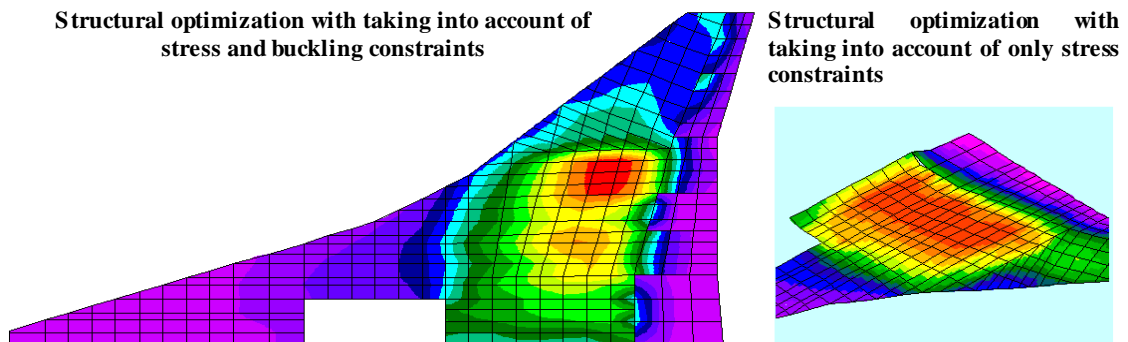 Structural optimization with taking into account of
stress and buckling constraints
Structural optimization with
taking into account of only stress
constraints